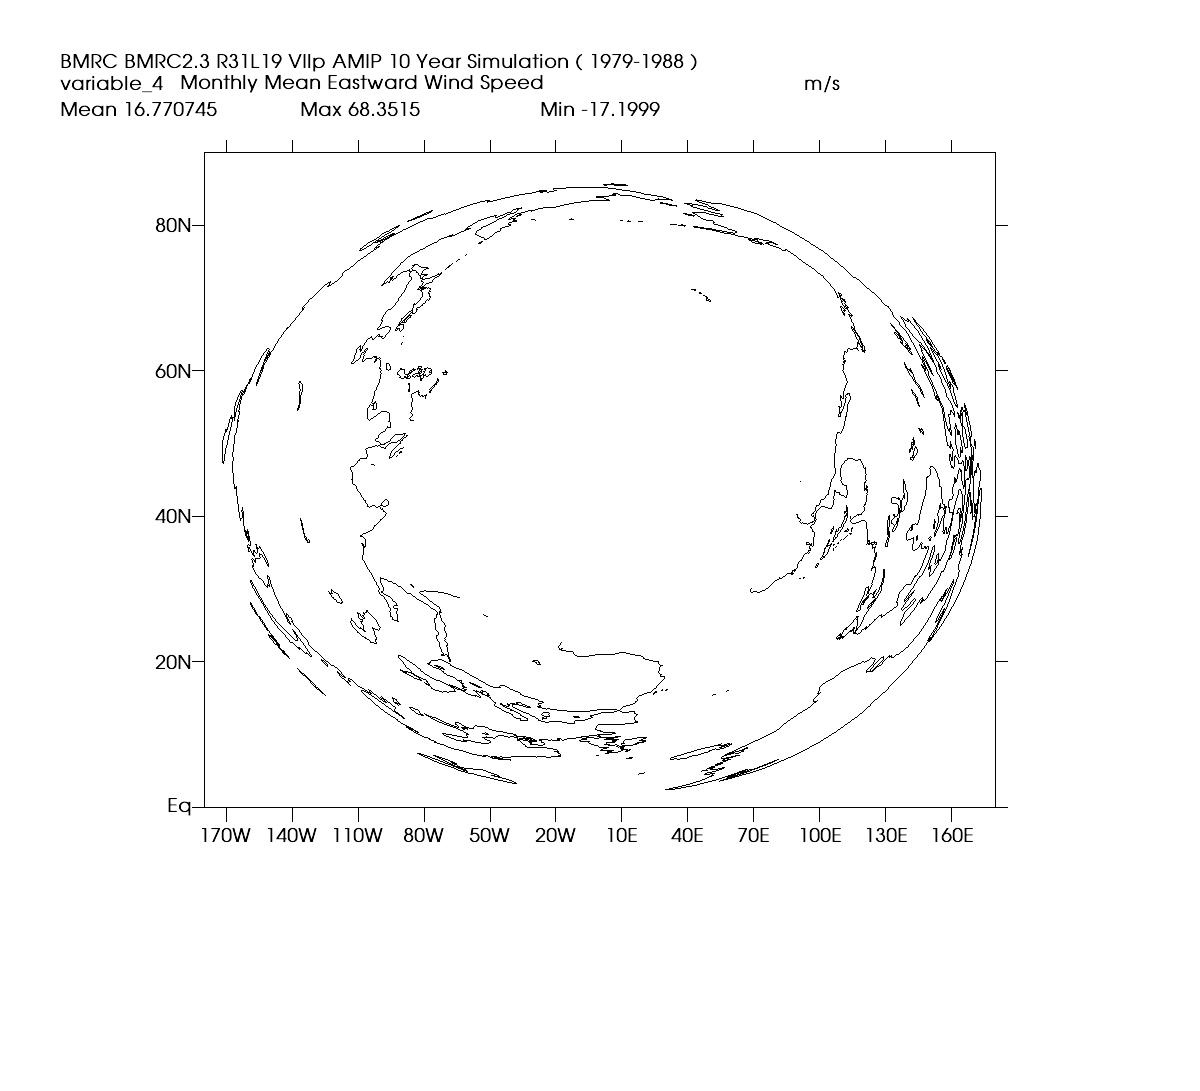 BMRC BMRC2.3 R31L19 VIIp AMIP 10 Year Simulation ( 1979-1988 )
variable_4 Monthly Mean Eastward Wind Speed m/s
Mean 16.770745 Max 68.3515 Min -17.1999
80N
60N
40N
20N
Eq
170W 140W 110W 80W 50W 20W 10E 40E 70E 100E 130E 160E